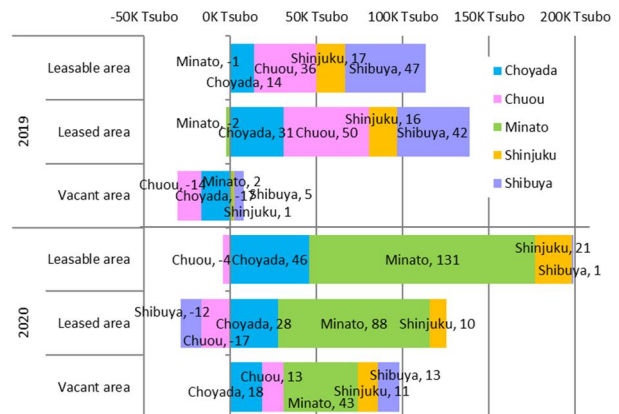 -50K Tsubo 0K Tsubo 50K Tsubo 100K Tsubo 150K Tsubo 200K Tsubo
2019
Leasable area
Minato, -1
Choyada, 14
Chuou, 36
Shinjuku, 17
Shibuya, 47
Leased area
Minato, -2
Choyada, 31
Chuou, 50
Shinjuku, 16
Shibuya, 42
Vacant area
Chuou, -14
Choyada, -17
Minato, 2
Shinjuku, 1
Shibuya, 5
2020
Leasable area
Chuou, -4
Choyada, 46
Minato, 131
Shinjuku, 21
Shibuya, 1
Leased area
Shibuya, -12
Chuou, -17
Choyada, 28
Minato, 88
Shinjuku, 10
Vacant area
Choyada, 18
Chuou, 13
Minato, 43
Shinjuku, 11
Shibuya, 13
Choyada
Chuou
Minato
Shinjuku
Shibuya